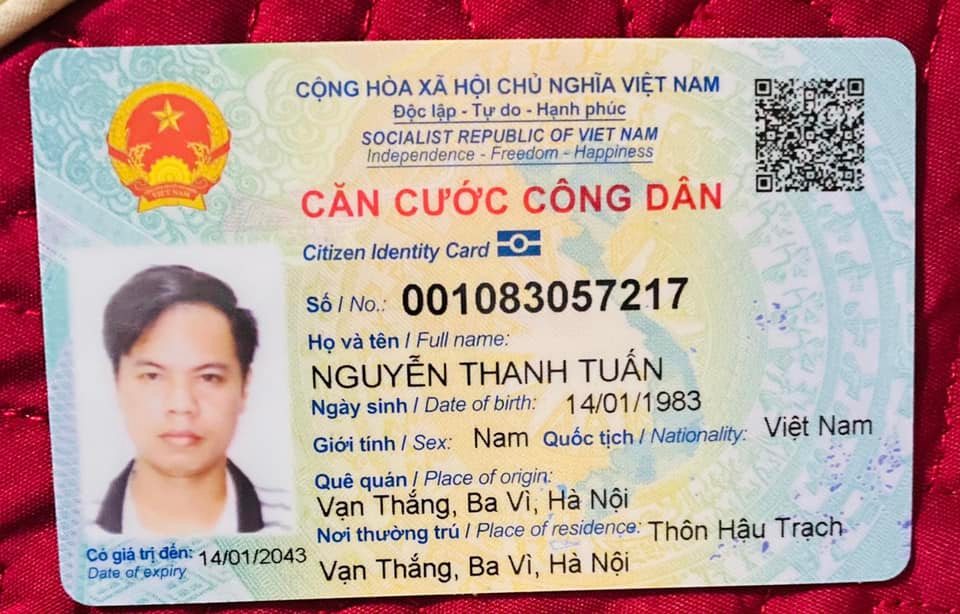 CỘNG HÒA XÃ HỘI CHỦ NGHĨA VIỆT NAM
Độc lập - Tự do - Hạnh phúc
SOCIALIST REPUBLIC OF VIET NAM
Independence - Freedom - Happiness
CĂN CƯỚC CÔNG DÂN
Citizen Identity Card
Số / No.: 001083057217
Họ và tên / Full name:
NGUYỄN THANH TUẤN
Ngày sinh / Date of birth: 14/01/1983
Giới tính / Sex: Nam Quốc tịch / Nationality: Việt Nam
Quê quán / Place of origin:
Vạn Thắng, Ba Vì, Hà Nội
Nơi thường trú / Place of residence: Thôn Hậu Trạch
Vạn Thắng, Ba Vì, Hà Nội
Có giá trị đến: 14/01/2043
Date of expiry
VIỆT NAM